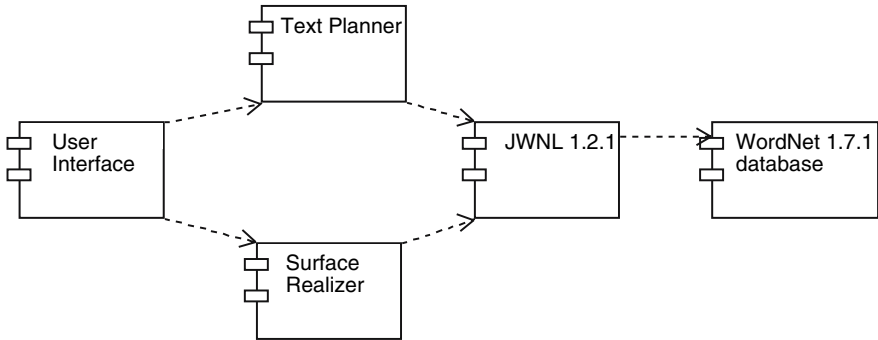 Text Planner
User
Interface
JWNL 1.2.1
WordNet 1.7.1
database
Surface
Realizer